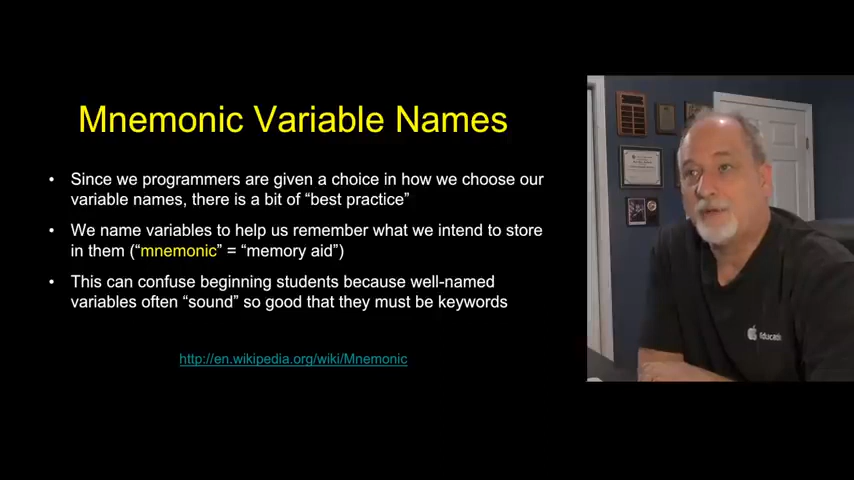 Mnemonic Variable Names
• Since we programmers are given a choice in how we choose our
variable names, there is a bit of “best practice”
• We name variables to help us remember what we intend to store
in them (“mnemonic” = “memory aid”)
• This can confuse beginning students because well-named
variables often “sound” so good that they must be keywords
http://en.wikipedia.org/wiki/Mnemonic